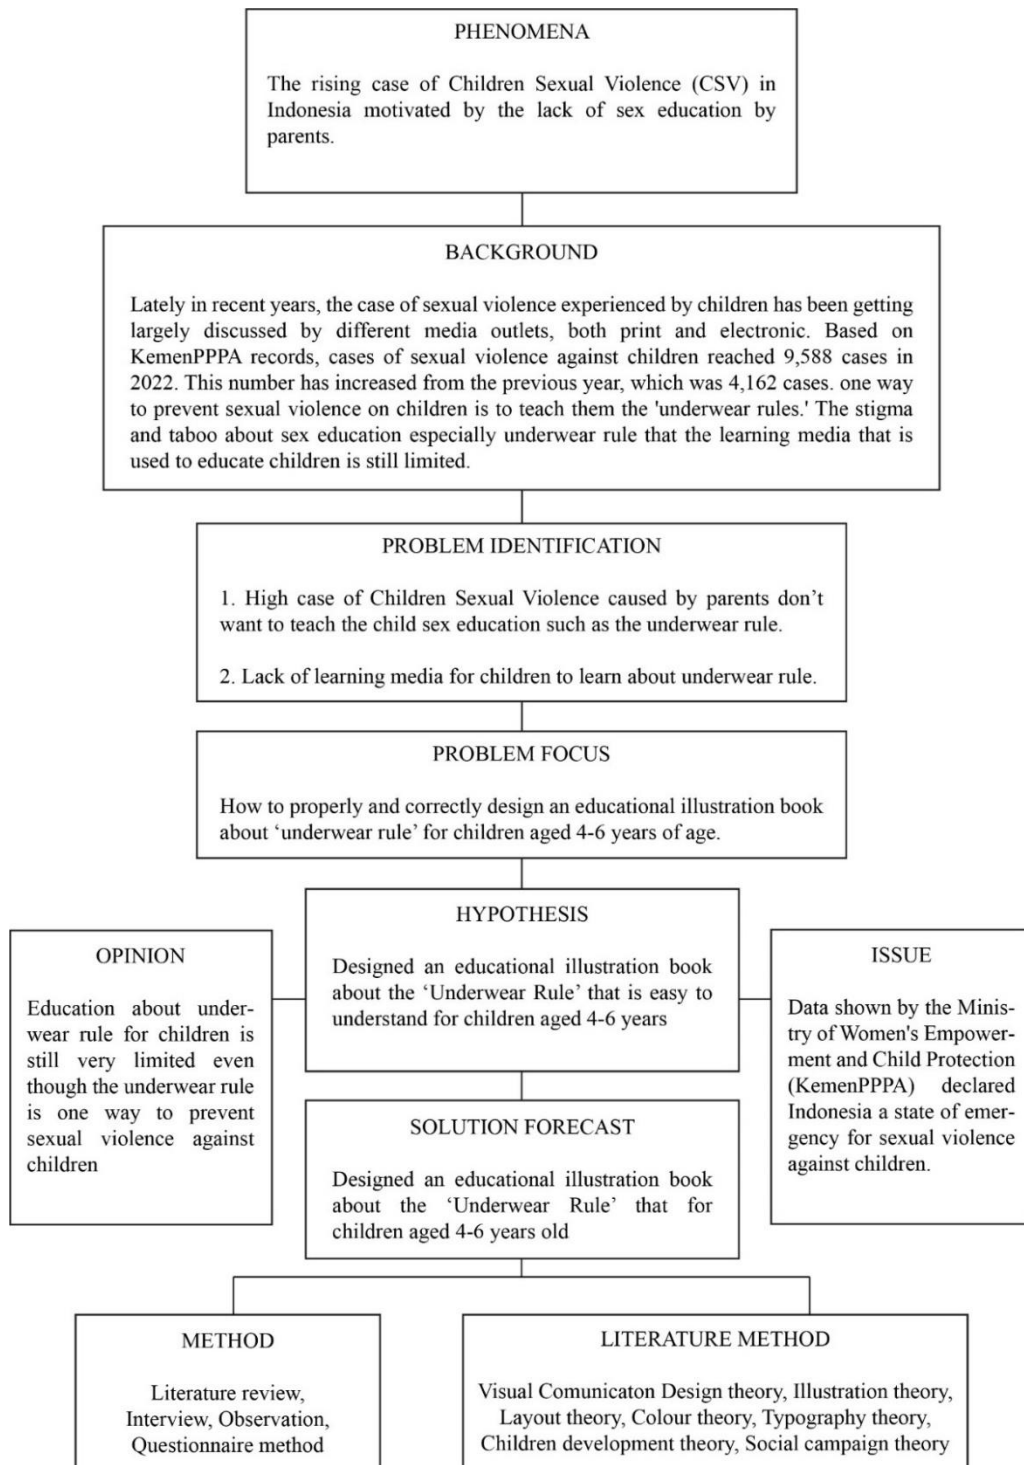 PHENOMENA
The rising case of Children Sexual Violence (CSV) in
Indonesia motivated by the lack of sex education by
parents.
BACKGROUND
Lately in recent years, the case of sexual violence experienced by children has been getting
largely discussed by different media outlets, both print and electronic. Based on
KemenPPPA records, cases of sexual violence against children reached 9,588 cases in
2022. This number has increased from the previous year, which was 4,162 cases. one way
to prevent sexual violence on children is to teach them the 'underwear rules.' The stigma
and taboo about sex education especially underwear rule that the learning media that is
used to educate children is still limited.
PROBLEM IDENTIFICATION
1. High case of Children Sexual Violence caused by parents don’t
want to teach the child sex education such as the underwear rule.
2. Lack of learning media for children to learn about underwear rule.
PROBLEM FOCUS
How to properly and correctly design an educational illustration book
about ‘underwear rule’ for children aged 4-6 years of age.
HYPOTHESIS
Designed an educational illustration book
about the ‘Underwear Rule’ that is easy to
understand for children aged 4-6 years
OPINION
Education about under-
wear rule for children is
still very limited even
though the underwear rule
is one way to prevent
sexual violence against
children
ISSUE
Data shown by the Minis-
try of Women's Empower-
ment and Child Protection
(KemenPPPA) declared
Indonesia a state of emer-
gency for sexual violence
against children.
SOLUTION FORECAST
Designed an educational illustration book
about the ‘Underwear Rule’ that for
children aged 4-6 years old
METHOD
Literature review,
Interview, Observation,
Questionnaire method
LITERATURE METHOD
Visual Comunicaton Design theory, Illustration theory,
Layout theory, Colour theory, Typography theory,
Children development theory, Social campaign theory